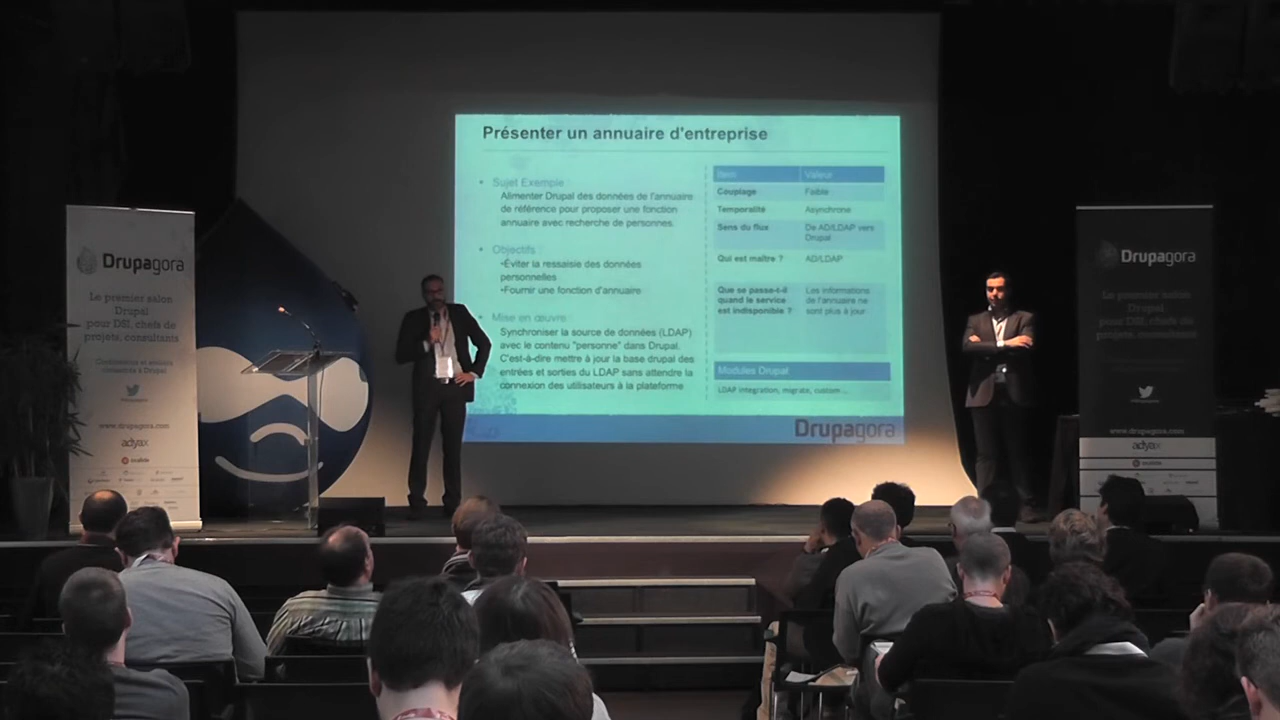 Présenter un annuaire d'entreprise
• Sujet Exemple :
Alimenter Drupal des données de l'annuaire
de référence pour proposer une fonction
annuaire avec recherche de personnes.
• Objectifs :
•Éviter la ressaisie des données
personnelles
•Fournir une fonction d'annuaire
• Mise en œuvre:
Synchroniser la source de données (LDAP)
avec le contenu "personne" dans Drupal.
C'est-à-dire mettre à jour la base drupal des
entrées et sorties du LDAP sans attendre la
connexion des utilisateurs à la plateforme
Item Valeur
Couplage Faible
Temporalité Asynchrone
Sens du flux De AD/LDAP vers
Drupal
Qui est maître ? AD/LDAP
Que se passe-t-il Les informations
quand le service de l'annuaire ne
est indisponible ? sont plus à jour.
Modules Drupal
LDAP integration, migrate, custom ...
Drupagora
Drupagora
Le premier salon
Drupal
pour DSI, chefs de
projets, consultants
Conférences et ateliers
consacrés à Drupal
www.drupagora.com
adyax
Drupagora
Le premier salon
Drupal
pour DSI, chefs de
projets, consultants
www.drupagora.com
adyax